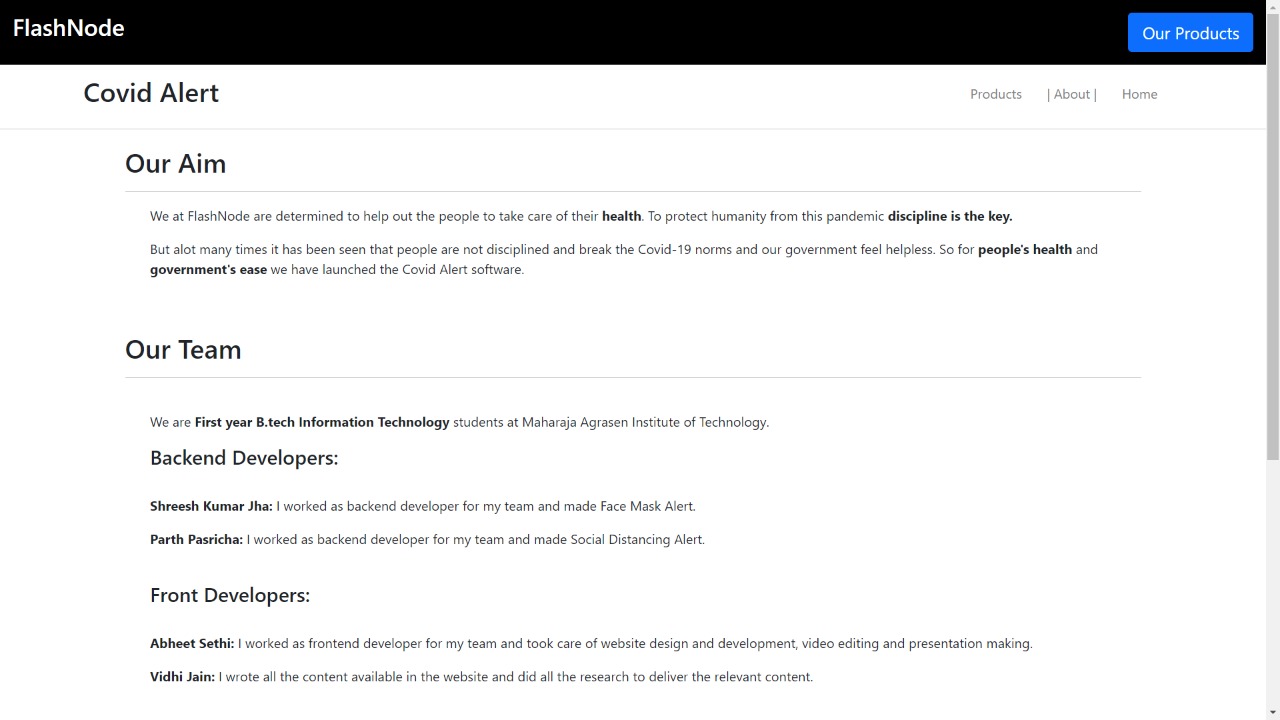 FlashNode
Our Products
Covid Alert
Products
| About |
Home
Our Aim
We at FlashNode are determined to help out the people to take care of their health. To protect humanity from this pandemic discipline is the key.
But alot many times it has been seen that people are not disciplined and break the Covid-19 norms and our government feel helpless. So for people's health and
government's ease we have launched the Covid Alert software.
Our Team
We are First year B.tech Information Technology students at Maharaja Agrasen Institute of Technology.
Backend Developers:
Shreesh Kumar Jha: I worked as backend developer for my team and made Face Mask Alert.
Parth Pasricha: I worked as backend developer for my team and made Social Distancing Alert.
Front Developers:
Abheet Sethi: I worked as frontend developer for my team and took care of website design and development, video editing and presentation making.
Vidhi Jain: I wrote all the content available in the website and did all the research to deliver the relevant content.